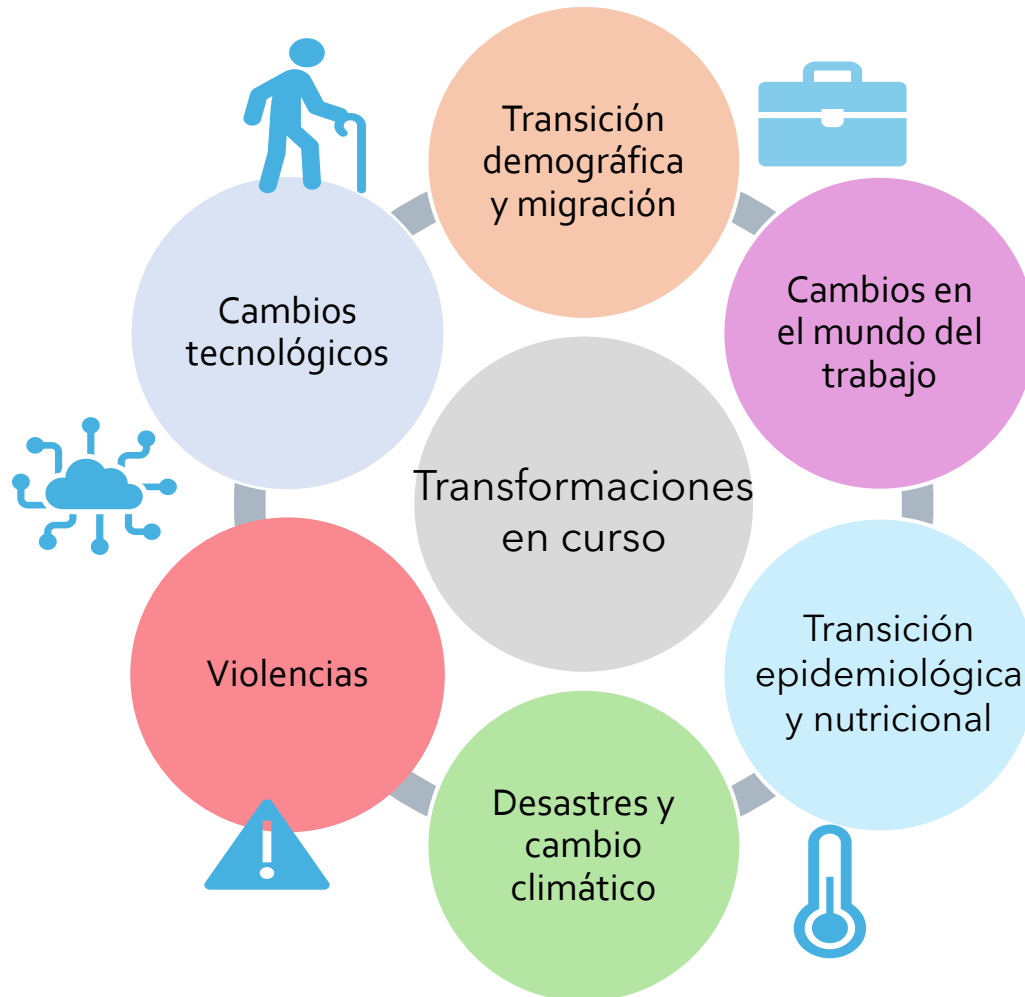 Transición
demográfica
y migración
Cambios en
el mundo del
trabajo
Transición
epidemiológica
y nutricional
Desastres y
cambio
climático
Violencias
Cambios
tecnológicos
Transformaciones
en curso